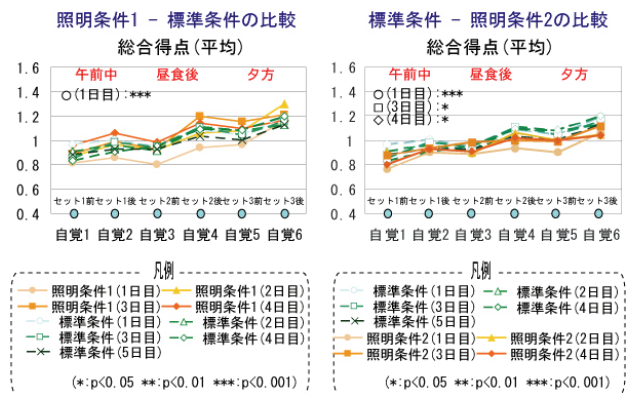 照明条件1 － 標準条件の比較
総合得点(平均)
1.6
1.4
1.2
1
0.8
0.6
0.4
午前中 昼食後 夕方
○(1日目):***
セット1前 セット1後 セット2前 セット2後 セット3前 セット3後
自覚1 自覚2 自覚3 自覚4 自覚5 自覚6
凡例
照明条件1(1日目) 照明条件1(2日目)
照明条件1(3日目) 照明条件1(4日目)
標準条件(1日目) 標準条件(2日目)
標準条件(3日目) 標準条件(4日目)
標準条件(5日目)
(*:p<0.05 **:p<0.01 ***:p<0.001)
標準条件 － 照明条件2の比較
総合得点(平均)
1.6
1.4
1.2
1
0.8
0.6
0.4
午前中 昼食後 夕方
○(1日目):***
□(3日目):*
◇(4日目):*
セット1前 セット1後 セット2前 セット2後 セット3前 セット3後
自覚1 自覚2 自覚3 自覚4 自覚5 自覚6
凡例
標準条件(1日目) 標準条件(2日目)
標準条件(3日目) 標準条件(4日目)
標準条件(5日目)
照明条件2(1日目) 照明条件2(2日目)
照明条件2(3日目) 照明条件2(4日目)
(*:p<0.05 **:p<0.01 ***:p<0.001)